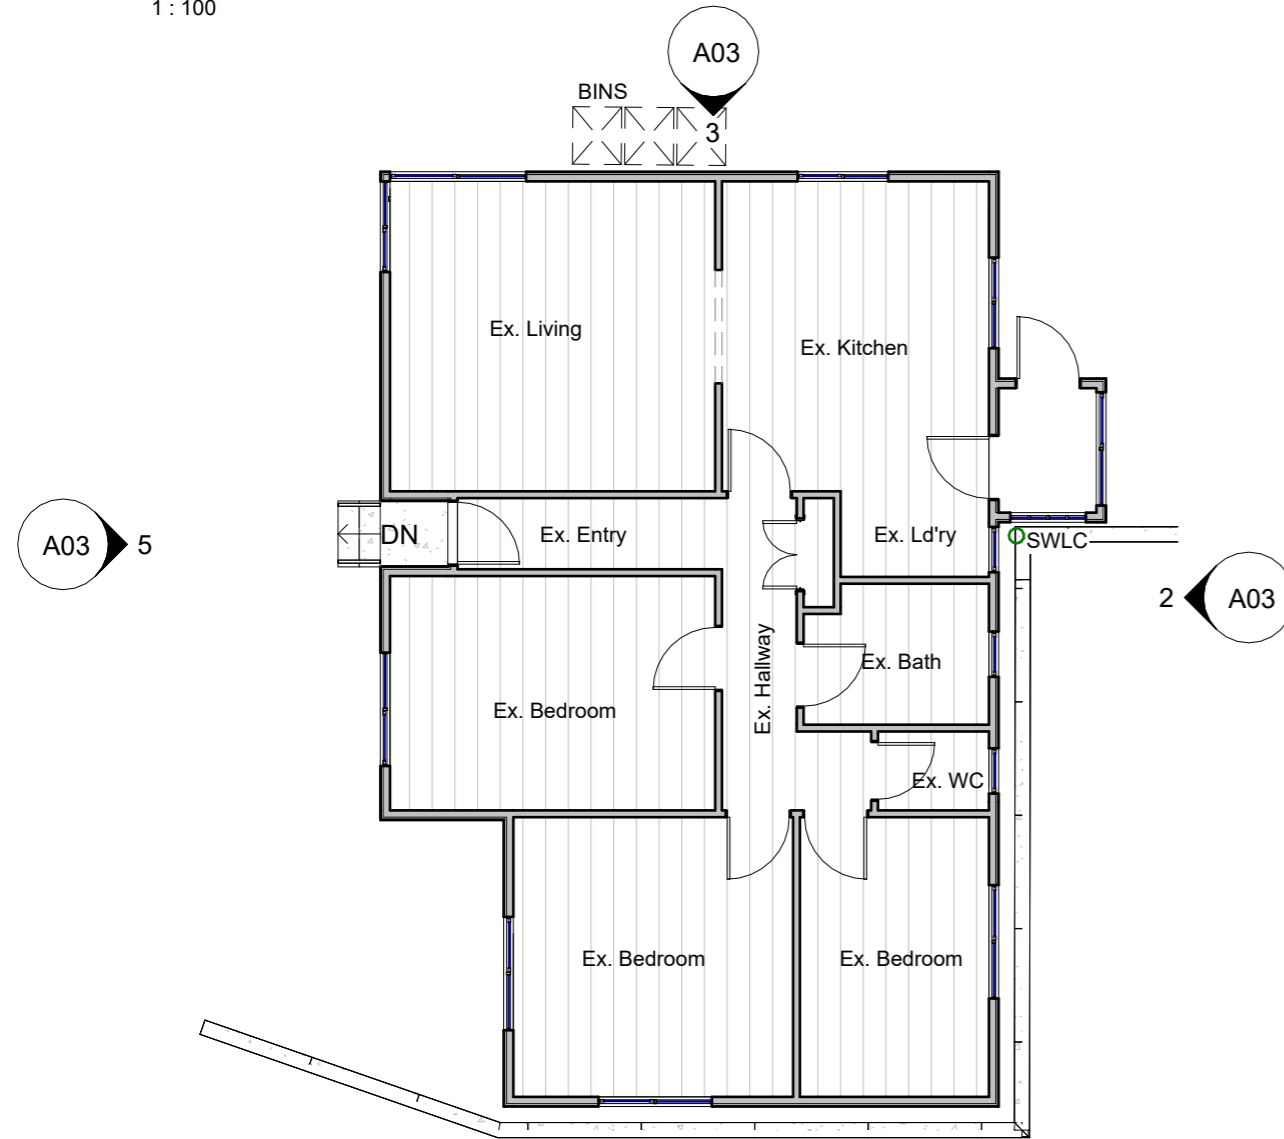 1 : 100
A03
BINS
3
Ex. Living
Ex. Kitchen
A03
5
DN
Ex. Entry
Ex. Ld'ry
SWLC
2
A03
Ex. Hallway
Ex. Bath
Ex. Bedroom
Ex. WC
Ex. Bedroom
Ex. Bedroom